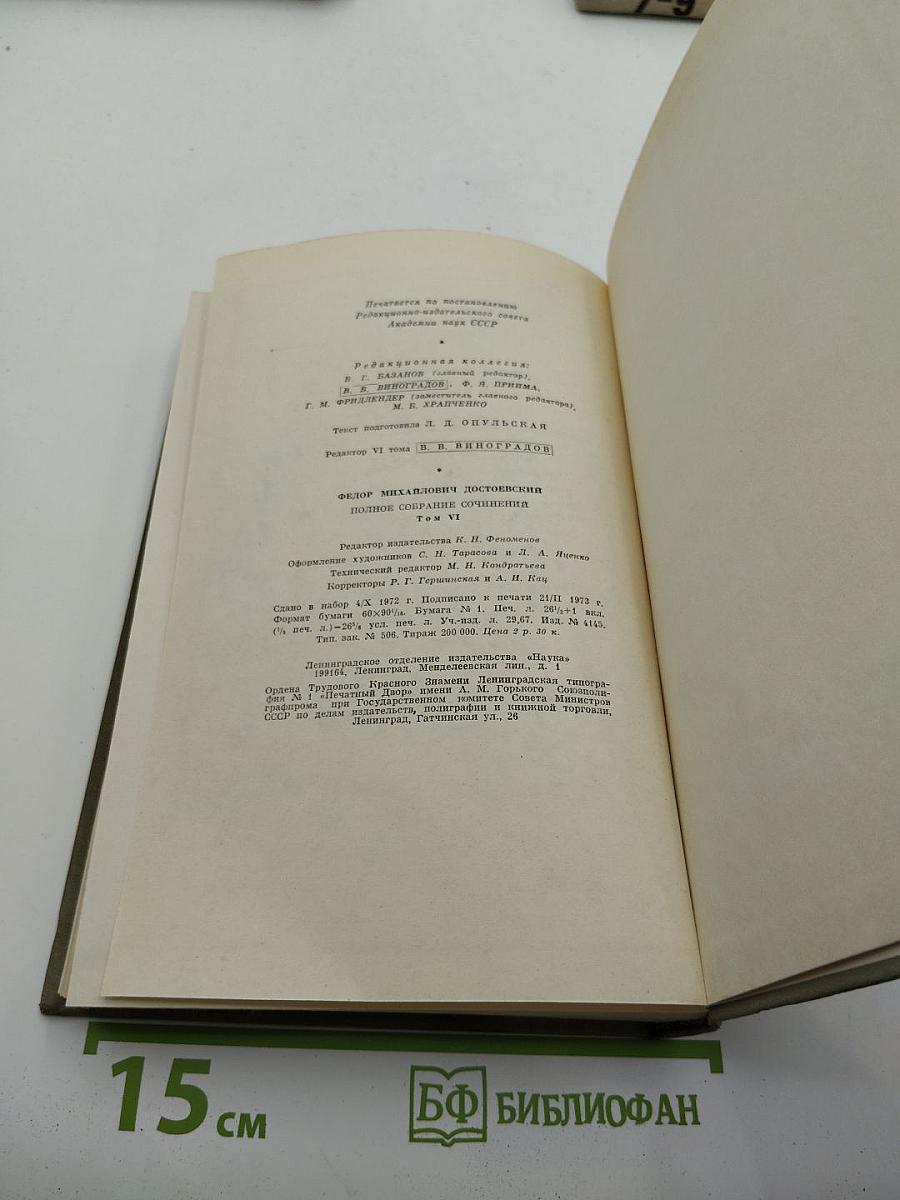 7-9
Печатается по постановлению
Редакционно-издательского совета
Академии наук СССР
*
Редакционная коллегия:
В. Г. БАЗАНОВ (главный редактор),
В. В. ВИНОГРАДОВ, Ф. Я. ПРИЙМА,
Г. М. ФРИДЛЕНДЕР (заместитель главного редактора),
М. Б. ХРАПЧЕНКО
Текст подготовила Л. Д. ОПУЛЬСКАЯ
Редактор VI тома В. В. ВИНОГРАДОВ
*
ФЕДОР МИХАЙЛОВИЧ ДОСТОЕВСКИЙ
ПОЛНОЕ СОБРАНИЕ СОЧИНЕНИЙ
Том VI
Редактор издательства К. Н. Феноменов
Оформление художников С. Н. Тарасова и Л. А. Яценко
Технический редактор М. Н. Кондратьева
Корректоры Р. Г. Гершинская и А. И. Кац
Сдано в набор 4/X 1972 г. Подписано к печати 21/II 1973 г.
Формат бумаги 60×90¹/₁₆. Бумага № 1. Печ. л. 26¹/₂+1 вкл.
(¹/₈ печ. л.)=26⁵/₈ усл. печ. л. Уч.-изд. л. 29,67. Изд. № 4145.
Тип. зак. № 506. Тираж 200 000. Цена 2 р. 30 к.
Ленинградское отделение издательства «Наука»
199164, Ленинград, Менделеевская лин., д. 1
Ордена Трудового Красного Знамени Ленинградская типогра-
фия № 1 «Печатный Двор» имени А. М. Горького Союзполи-
графпрома при Государственном комитете Совета Министров
СССР по делам издательств, полиграфии и книжной торговли,
Ленинград, Гатчинская ул., 26
15 см
БФ БИБЛИОФАН